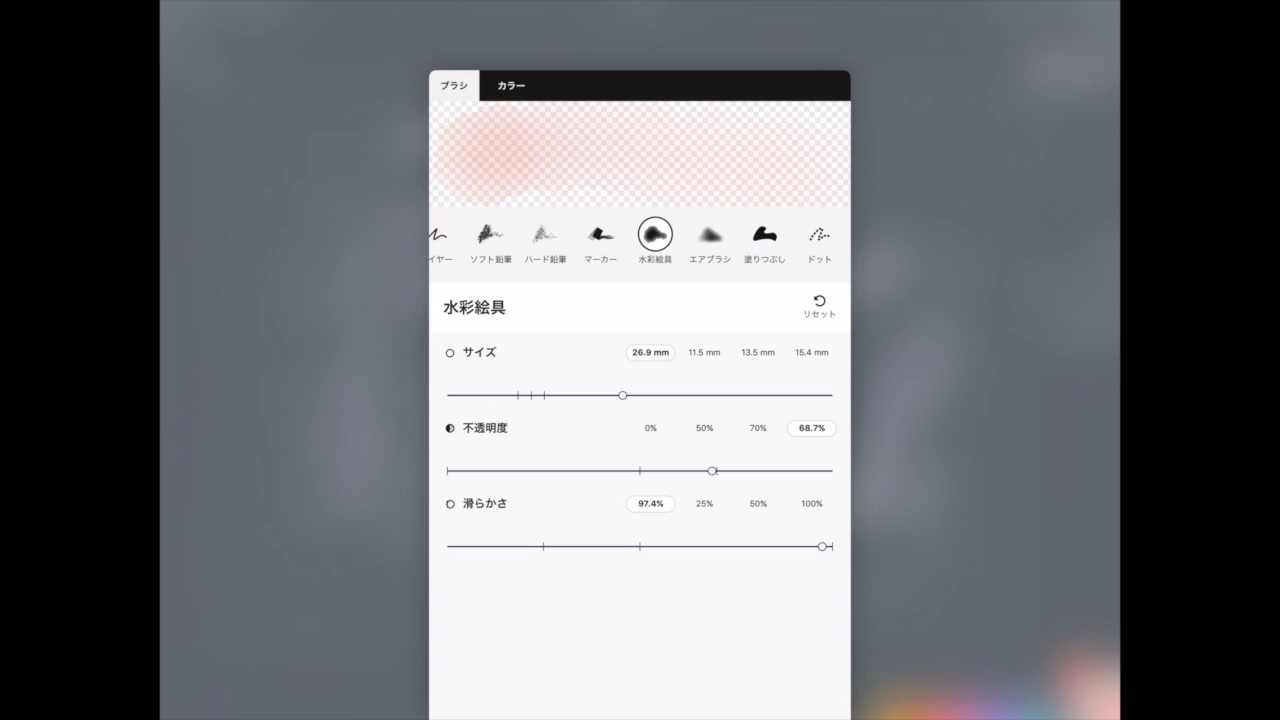 ブラシ カラー
イヤー ソフト鉛筆 ハード鉛筆 マーカー 水彩絵具 エアブラシ 塗りつぶし ドット
水彩絵具 リセット
サイズ 26.9 mm 11.5 mm 13.5 mm 15.4 mm
不透明度 0% 50% 70% 68.7%
滑らかさ 97.4% 25% 50% 100%